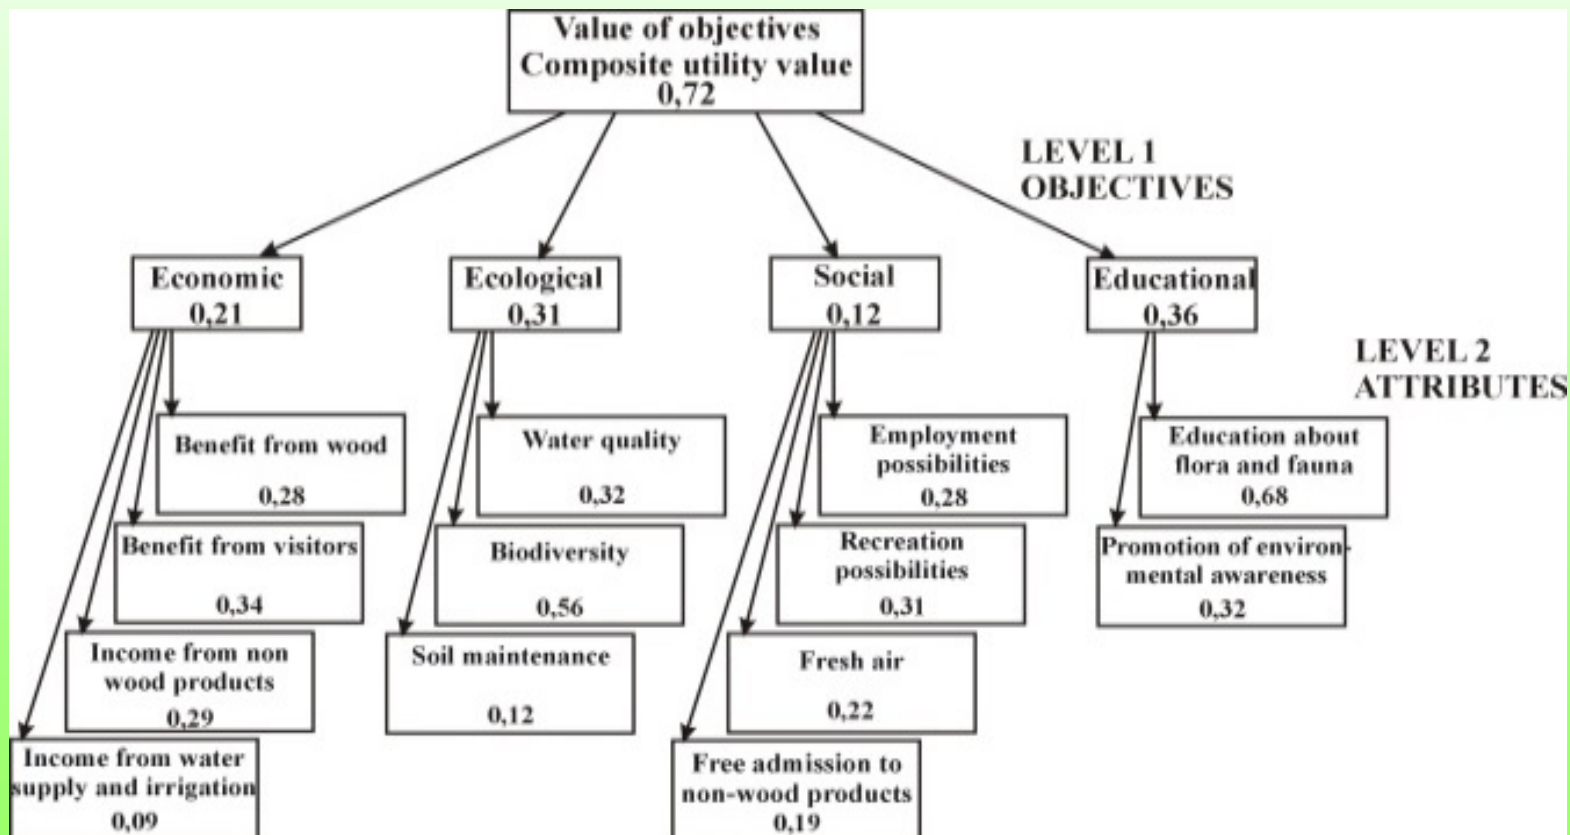 Value of objectives
Composite utility value
0,72
LEVEL 1
OBJECTIVES
Economic
0,21
Ecological
0,31
Social
0,12
Educational
0,36
LEVEL 2
ATTRIBUTES
Benefit from wood
0,28
Benefit from visitors
0,34
Income from non
wood products
0,29
Income from water
supply and irrigation
0,09
Water quality
0,32
Biodiversity
0,56
Soil maintenance
0,12
Employment
possibilities
0,28
Recreation
possibilities
0,31
Fresh air
0,22
Free admission to
non-wood products
0,19
Education about
flora and fauna
0,68
Promotion of environ-
mental awareness
0,32